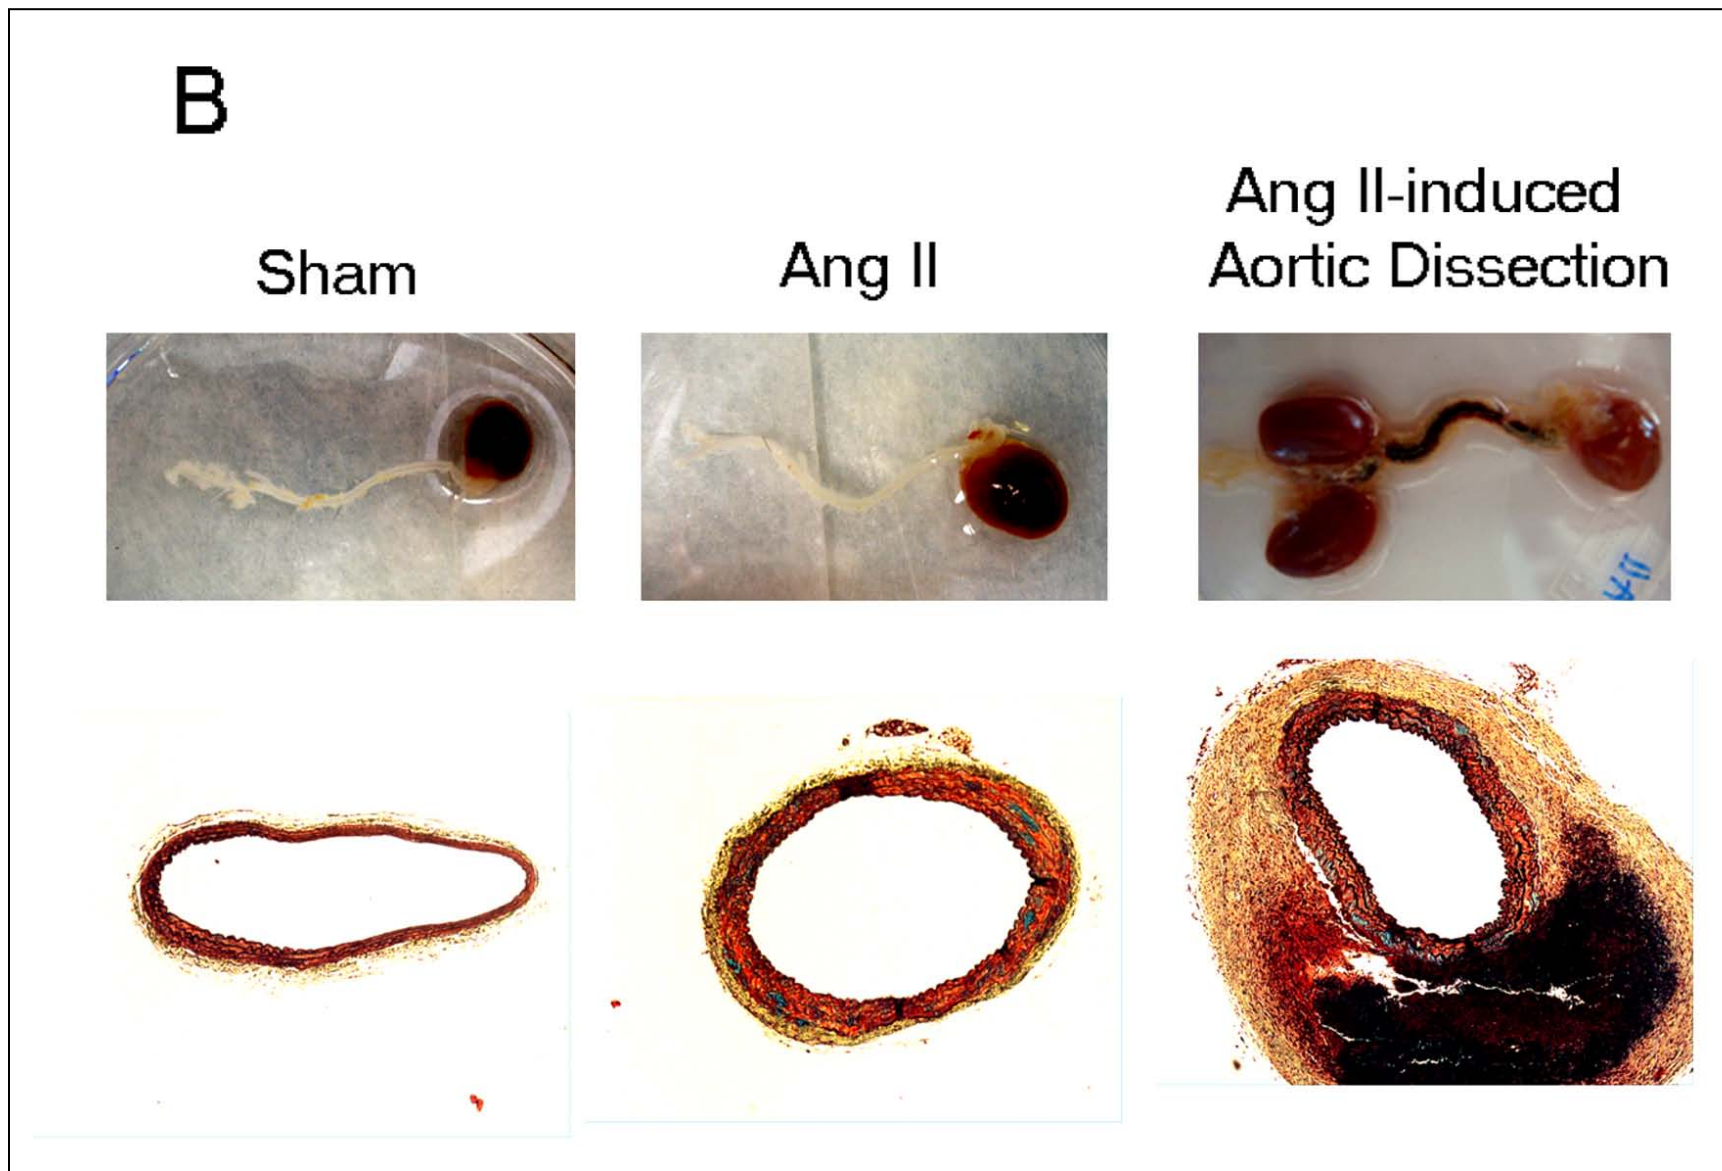 B
Sham
Ang II
Ang II-induced
Aortic Dissection